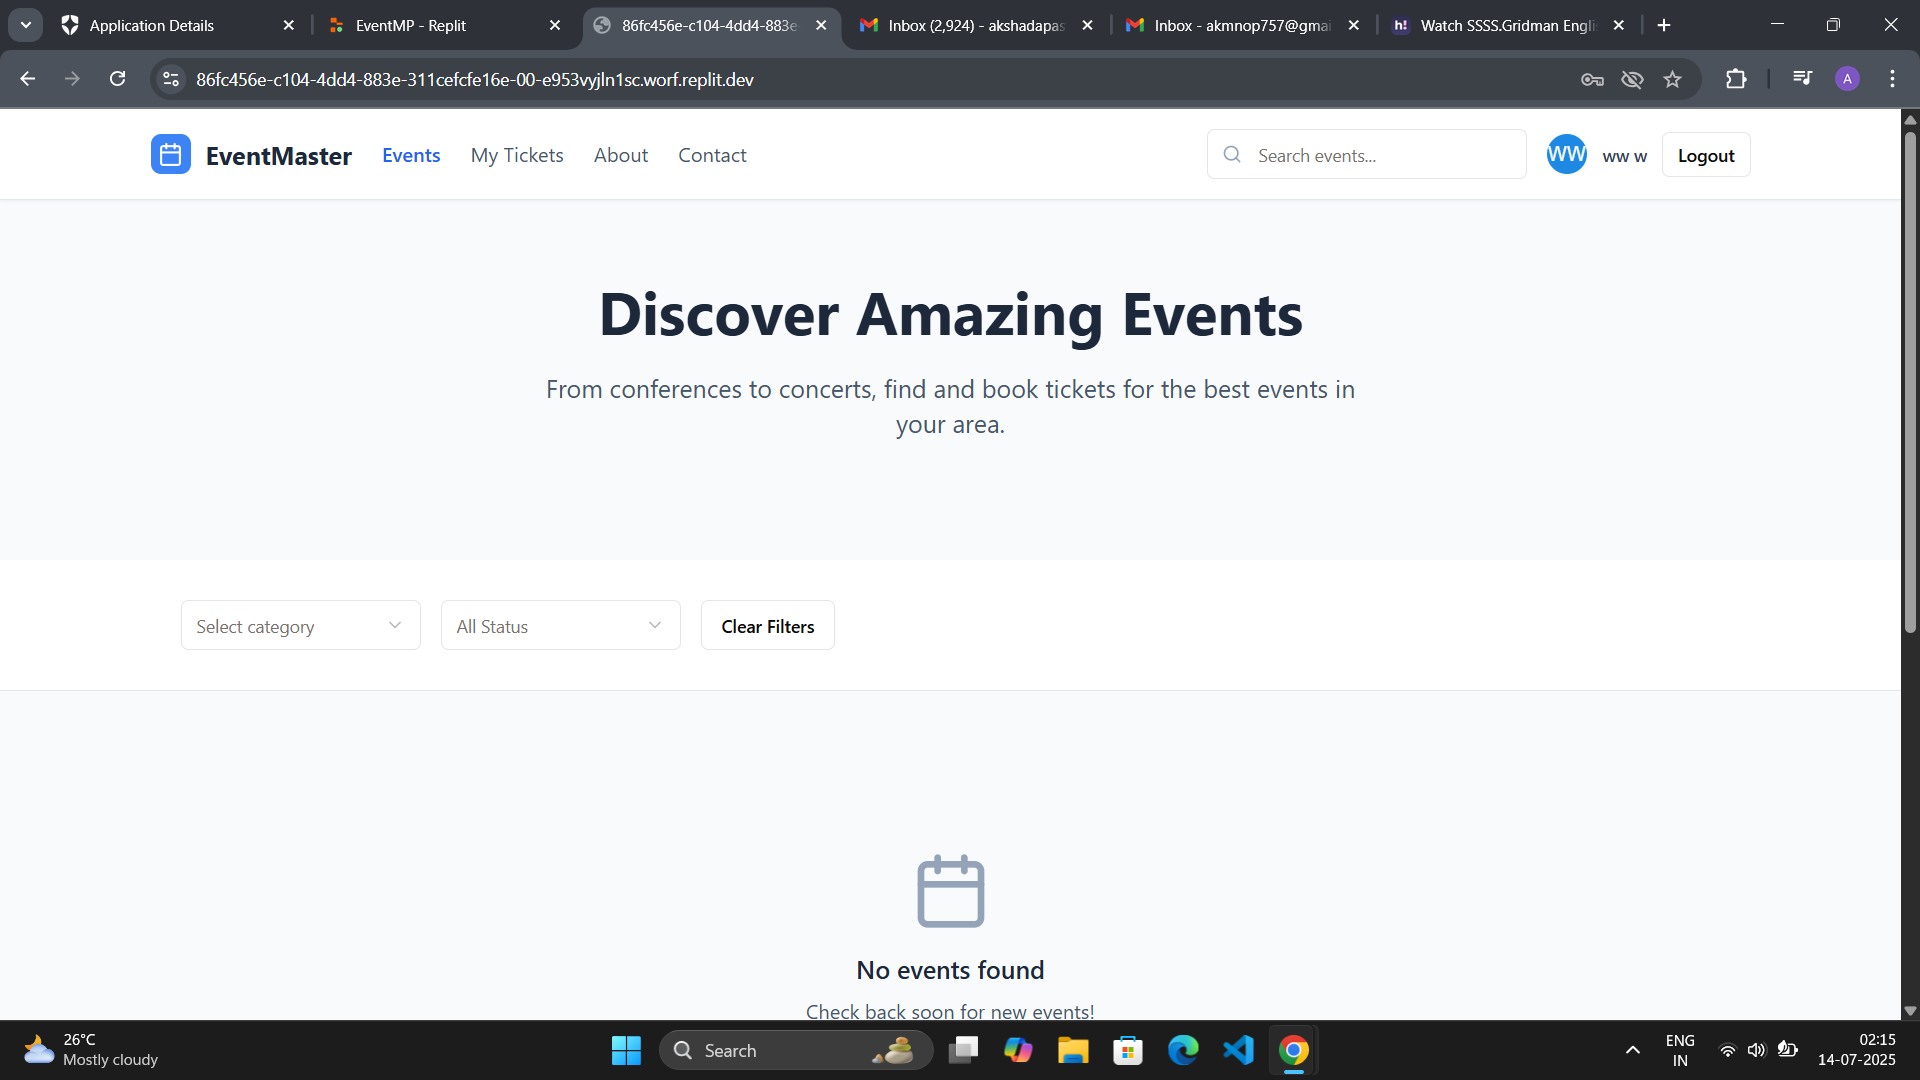 Application Details
EventMP - Replit
86fc456e-c104-4dd4-883e
Inbox (2,924) - akshadapas
Inbox - akmnop757@gmai
h! Watch SSSS.Gridman Engli
86fc456e-c104-4dd4-883e-311cefcfe16e-00-e953vyjln1sc.worf.replit.dev
A
EventMaster
Events
My Tickets
About
Contact
Search events...
WW
ww w
Logout
Discover Amazing Events
From conferences to concerts, find and book tickets for the best events in
your area.
Select category
All Status
Clear Filters
No events found
Check back soon for new events!
26°C
Mostly cloudy
Search
ENG
IN
02:15
14-07-2025